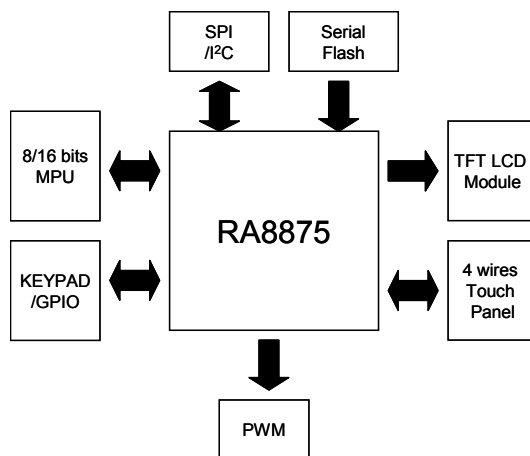 SPI
/I²C
Serial
Flash
8/16 bits
MPU
TFT LCD
Module
RA8875
KEYPAD
/GPIO
4 wires
Touch
Panel
PWM